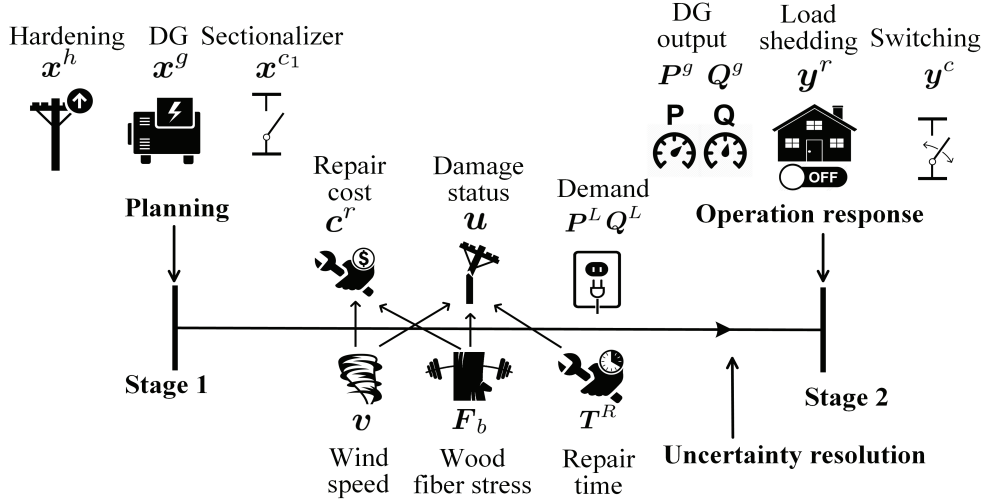 Hardening
x^h
DG
x^g
Sectionalizer
x^{c_1}
Planning
Stage 1
Repair
cost
c^r
$
Damage
status
u
Demand
P^L Q^L
v
Wind
speed
F_b
Wood
fiber stress
T^R
Repair
time
DG
output
P^g Q^g
P Q
Load
shedding
y^r
OFF
Switching
y^c
Operation response
Stage 2
Uncertainty resolution